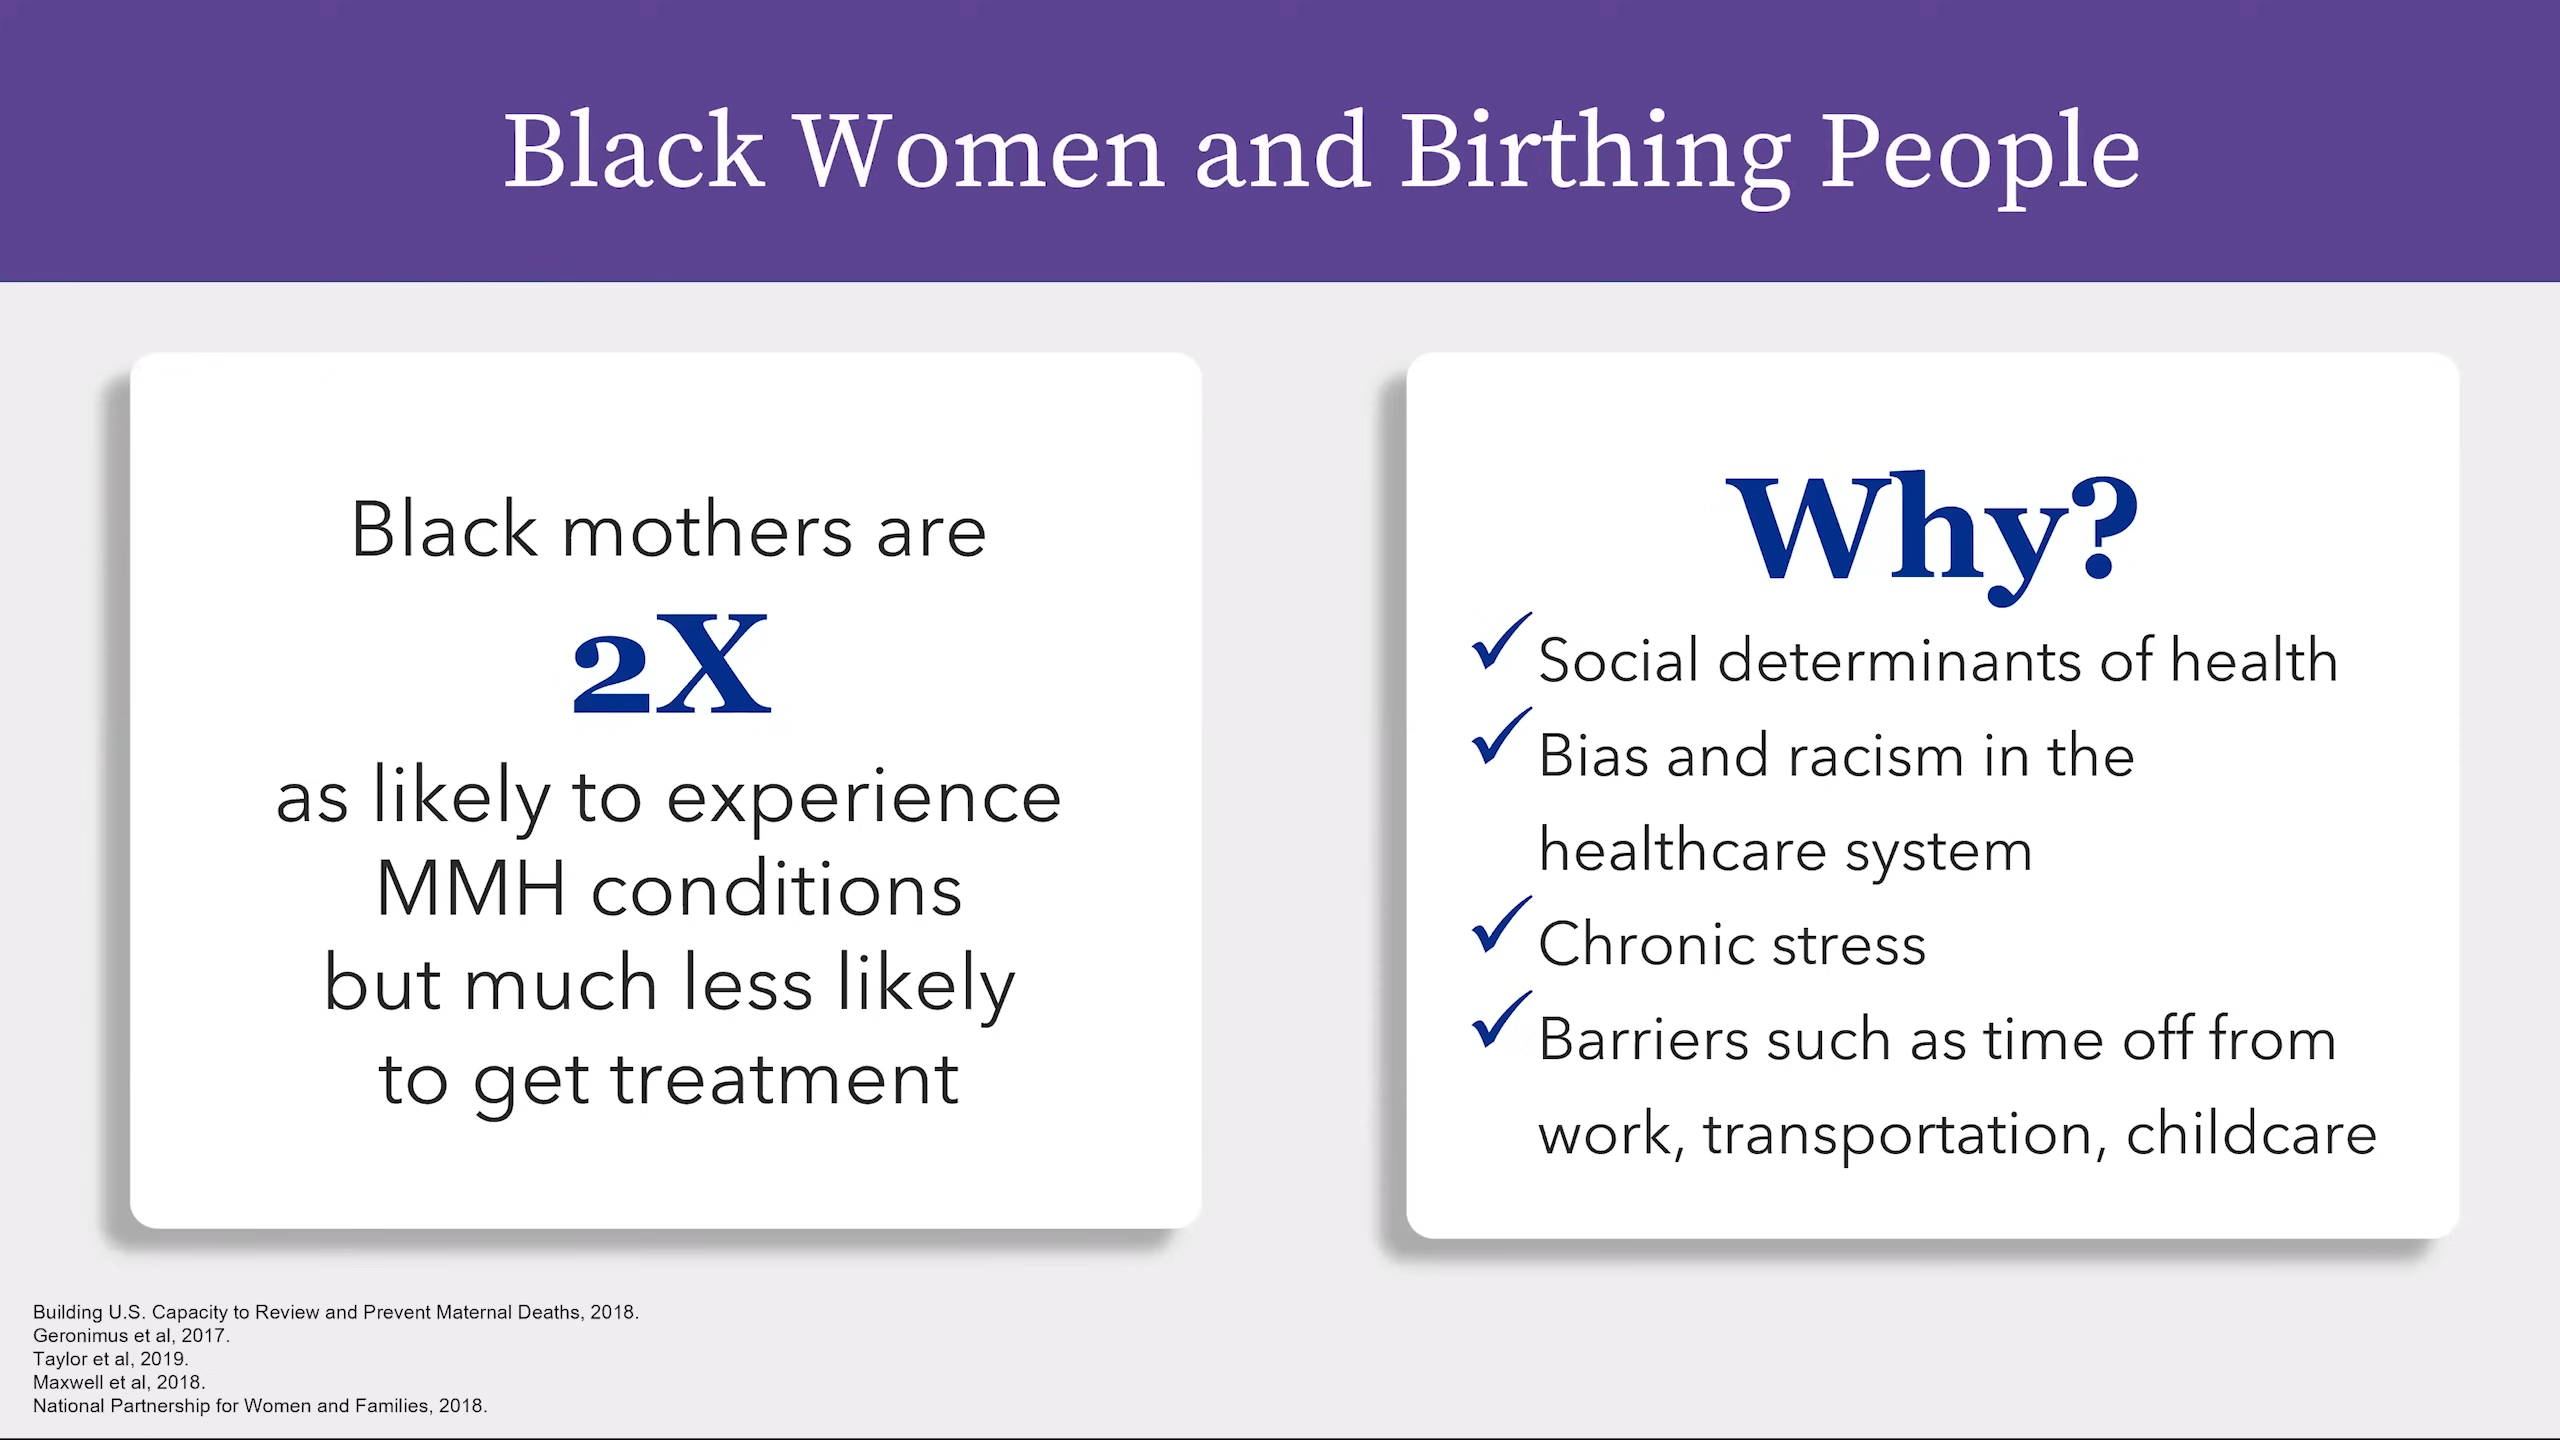 Black Women and Birthing People
Black mothers are
2X
as likely to experience
MMH conditions
but much less likely
to get treatment
Why?
✓ Social determinants of health
✓ Bias and racism in the
healthcare system
✓ Chronic stress
✓ Barriers such as time off from
work, transportation, childcare
Building U.S. Capacity to Review and Prevent Maternal Deaths, 2018.
Geronimus et al, 2017.
Taylor et al, 2019.
Maxwell et al, 2018.
National Partnership for Women and Families, 2018.